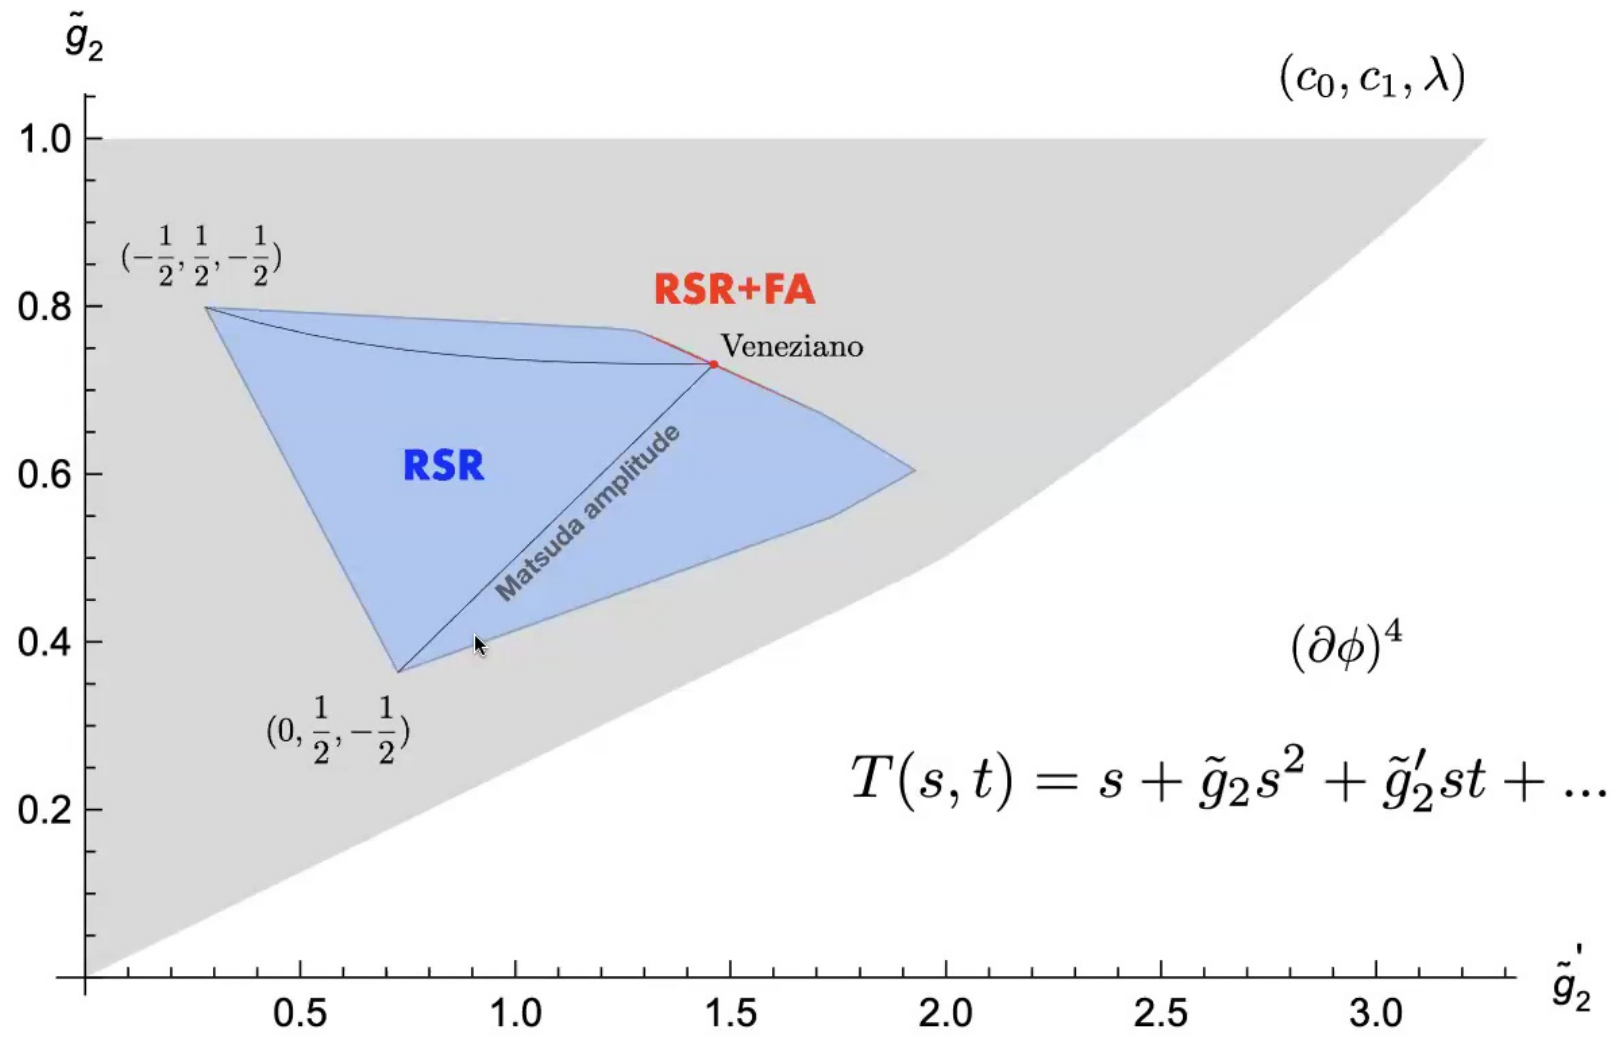 g̃₂
(c₀, c₁, λ)
1.0
(−1/2, 1/2, −1/2)
RSR+FA
0.8
Veneziano
RSR
Matsuda amplitude
0.6
0.4
(∂ϕ)⁴
(0, 1/2, −1/2)
T(s, t) = s + g̃₂s² + g̃′₂st + ...
0.2
g̃₂'
0.5 1.0 1.5 2.0 2.5 3.0